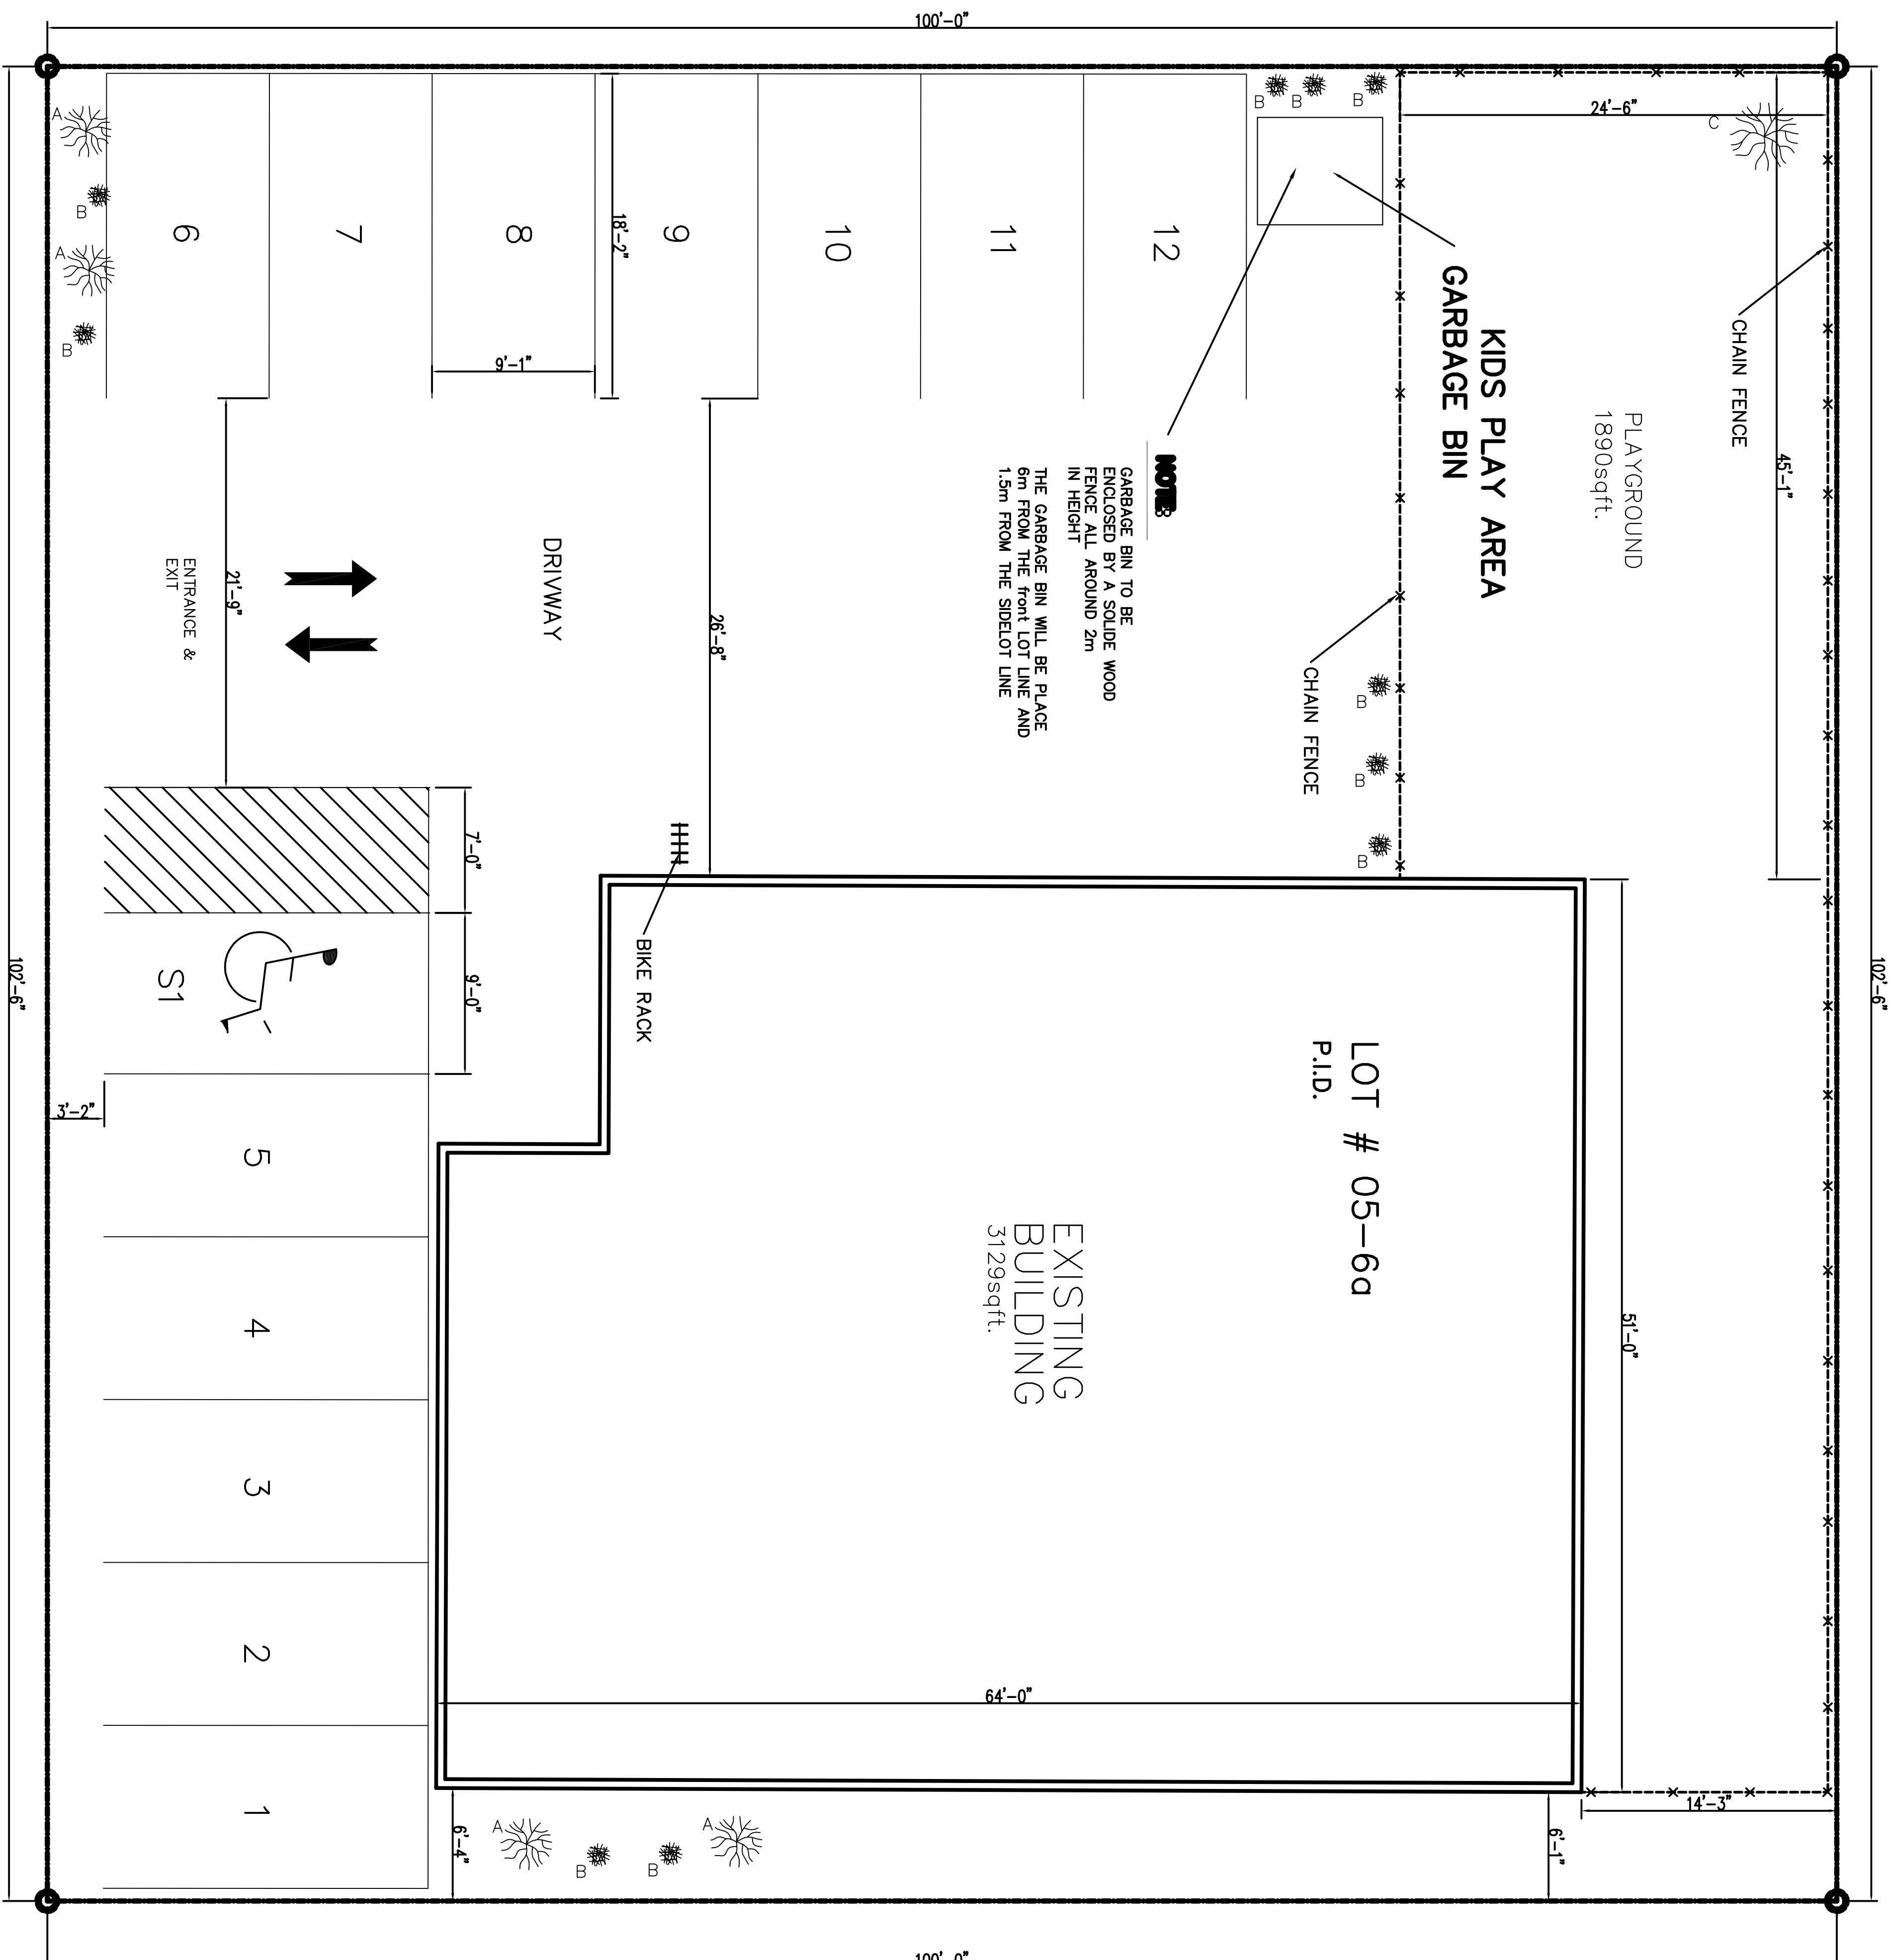 100'-0"
102'-6"
24'-6"
C
CHAIN FENCE
45'-1"
PLAYGROUND
1890sqft.
KIDS PLAY AREA
GARBAGE BIN
B
B
B
12
11
10
9
8
7
6
18'-2"
9'-1"
A
B
A
B
GARBAGE BIN TO BE
ENCLOSED BY A SOLIDE WOOD
FENCE ALL AROUND 2m
IN HEIGHT
THE GARBAGE BIN WILL BE PLACE
6m FROM THE front LOT LINE AND
1.5m FROM THE SIDELOT LINE
CHAIN FENCE
B
B
B
26'-8"
DRIVWAY
21'-9"
ENTRANCE &
EXIT
7'-0"
9'-0"
BIKE RACK
S1
3'-2"
5
4
3
2
1
LOT # 05-6a
P.I.D.
EXISTING
BUILDING
3129sqft.
51'-0"
64'-0"
14'-3"
6'-1"
6'-4"
A
B
B
A
102'-6"
100'-0"